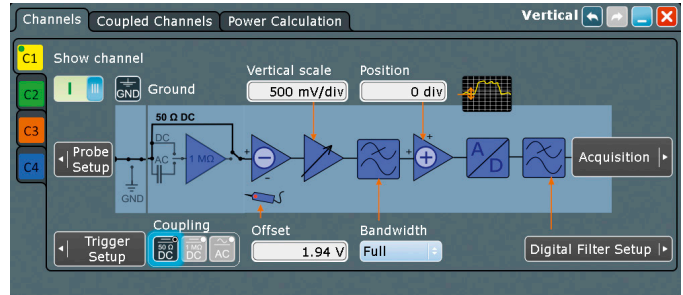 Channels
Coupled Channels
Power Calculation
Vertical
C1
C2
C3
C4
Show channel
GND
Ground
Vertical scale
500 mV/div
Position
0 div
50 Ω DC
DC
AC
1 MΩ
GND
Probe
Setup
A
D
Acquisition
Trigger
Setup
Coupling
50 Ω
DC
1 MΩ
DC
AC
Offset
1.94 V
Bandwidth
Full
Digital Filter Setup